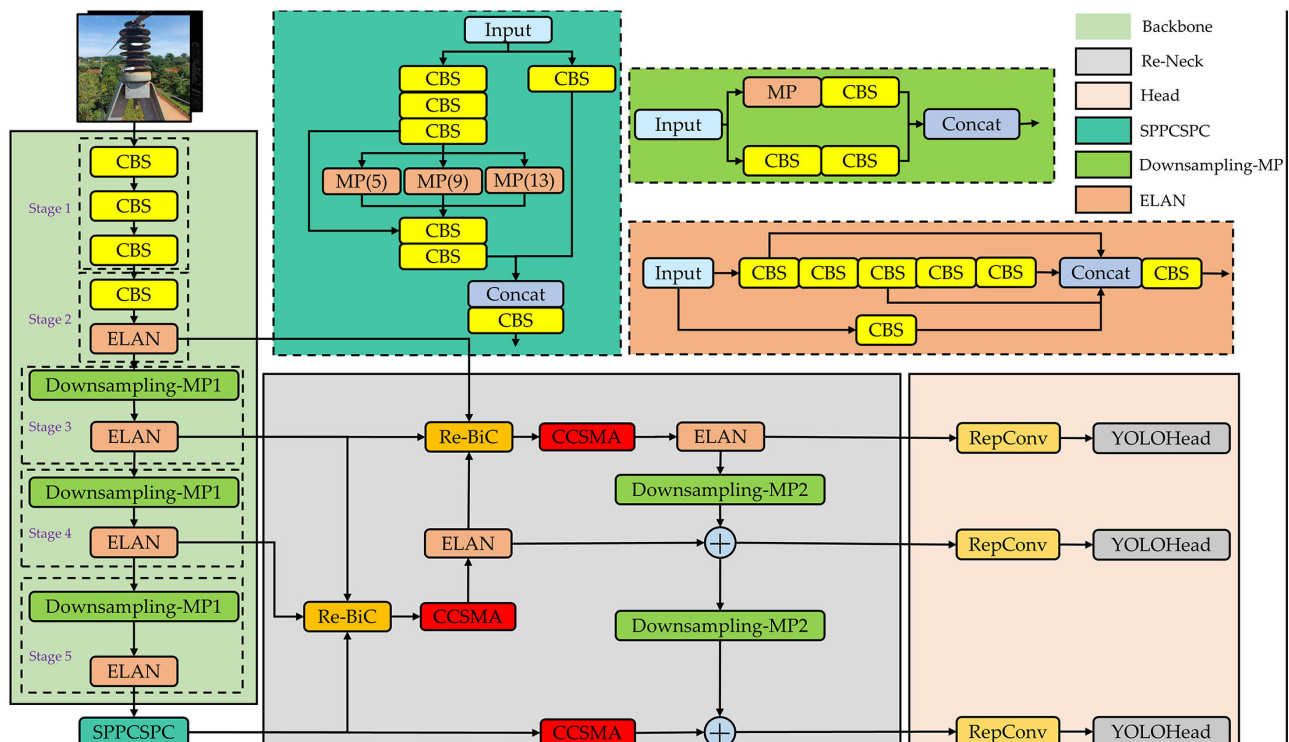 Backbone
Re-Neck
Head
SPPCSPC
Downsampling-MP
ELAN
Stage 1
CBS
CBS
CBS
Stage 2
CBS
ELAN
Stage 3
Downsampling-MP1
ELAN
Stage 4
Downsampling-MP1
ELAN
Stage 5
Downsampling-MP1
ELAN
SPPCSPC
Input
CBS
CBS
CBS
CBS
MP(5)
MP(9)
MP(13)
CBS
CBS
Concat
CBS
Input
MP
CBS
CBS
CBS
Concat
Input
CBS
CBS
CBS
CBS
CBS
Concat
CBS
CBS
Re-BiC
CCSMA
ELAN
Downsampling-MP2
ELAN
Re-BiC
CCSMA
Downsampling-MP2
CCSMA
RepConv
YOLOHead
RepConv
YOLOHead
RepConv
YOLOHead